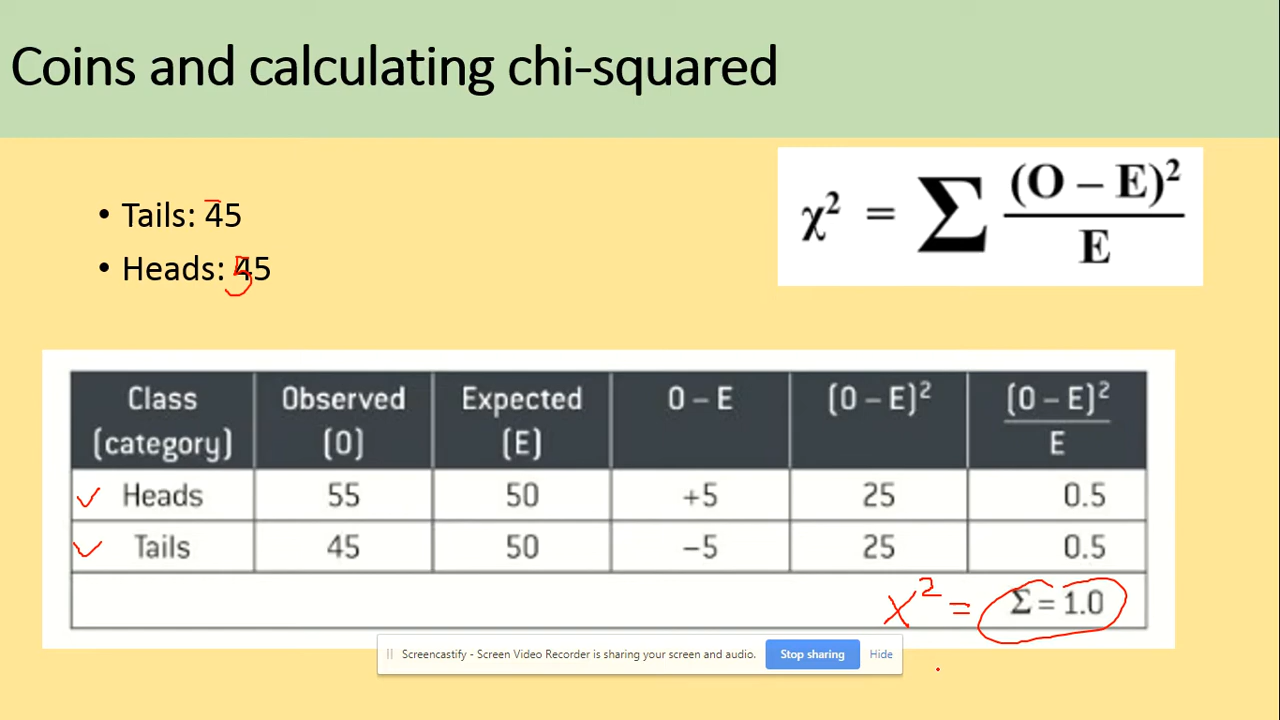 Coins and calculating chi-squared
• Tails: 45
• Heads: 45
5
χ² = Σ (O – E)² / E
Class (category) Observed (O) Expected (E) O – E (O – E)² (O – E)² / E
✓ Heads 55 50 +5 25 0.5
✓ Tails 45 50 –5 25 0.5
x² = Σ = 1.0
Screencastify - Screen Video Recorder is sharing your screen and audio. Stop sharing Hide